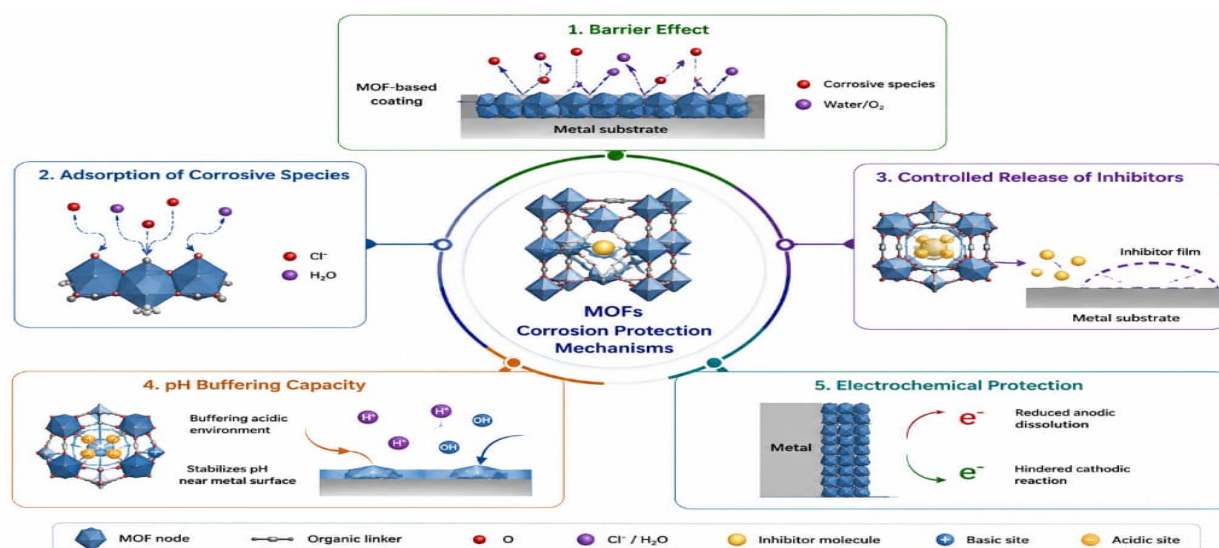 1. Barrier Effect
MOF-based
coating
Corrosive species
Water/O₂
Metal substrate
2. Adsorption of Corrosive Species
Cl⁻
H₂O
3. Controlled Release of Inhibitors
Inhibitor film
Metal substrate
MOFs
Corrosion Protection
Mechanisms
4. pH Buffering Capacity
Buffering acidic
environment
Stabilizes pH
near metal surface
H⁺
H⁺
OH
H⁺
OH
5. Electrochemical Protection
Metal
e⁻
Reduced anodic
dissolution
e⁻
Hindered cathodic
reaction
MOF node
Organic linker
O
Cl⁻ / H₂O
Inhibitor molecule
+
Basic site
−
Acidic site